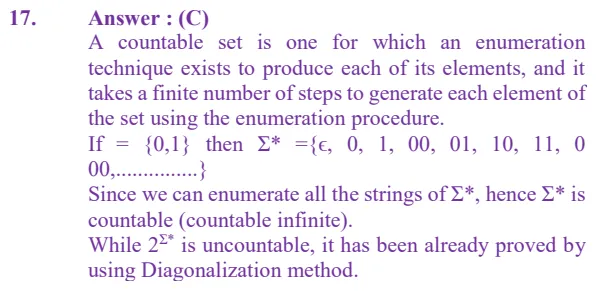 17. Answer : (C)
A countable set is one for which an enumeration
technique exists to produce each of its elements, and it
takes a finite number of steps to generate each element of
the set using the enumeration procedure.
If = {0,1} then Σ* ={ϵ, 0, 1, 00, 01, 10, 11, 0
00,...............}
Since we can enumerate all the strings of Σ*, hence Σ* is
countable (countable infinite).
While 2^Σ* is uncountable, it has been already proved by
using Diagonalization method.